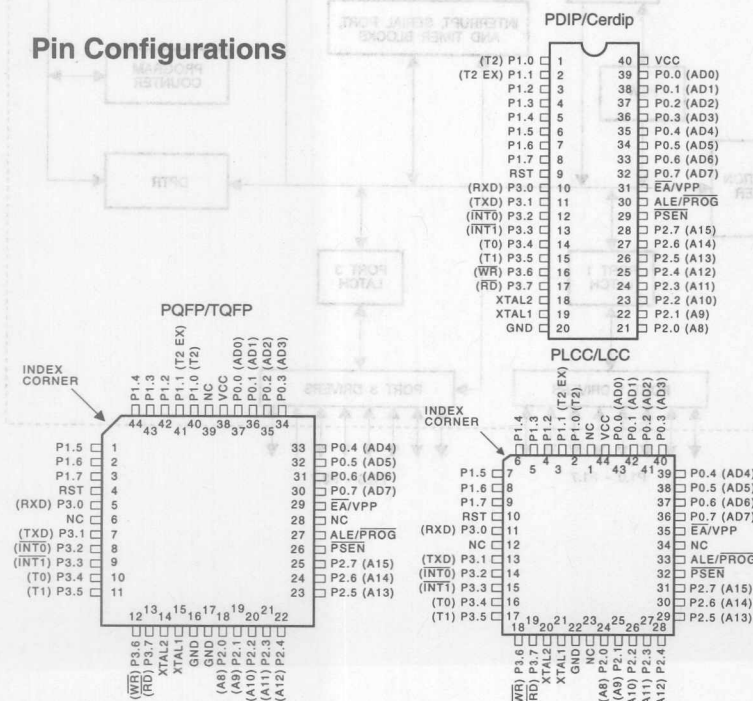 Pin Configurations
PDIP/Cerdip
(T2) P1.0 1 40 VCC
(T2 EX) P1.1 2 39 P0.0 (AD0)
P1.2 3 38 P0.1 (AD1)
P1.3 4 37 P0.2 (AD2)
P1.4 5 36 P0.3 (AD3)
P1.5 6 35 P0.4 (AD4)
P1.6 7 34 P0.5 (AD5)
P1.7 8 33 P0.6 (AD6)
RST 9 32 P0.7 (AD7)
(RXD) P3.0 10 31 EA/VPP
(TXD) P3.1 11 30 ALE/PROG
(INT0) P3.2 12 29 PSEN
(INT1) P3.3 13 28 P2.7 (A15)
(T0) P3.4 14 27 P2.6 (A14)
(T1) P3.5 15 26 P2.5 (A13)
(WR) P3.6 16 25 P2.4 (A12)
(RD) P3.7 17 24 P2.3 (A11)
XTAL2 18 23 P2.2 (A10)
XTAL1 19 22 P2.1 (A9)
GND 20 21 P2.0 (A8)
PQFP/TQFP
INDEX
CORNER
P1.4 P1.3 P1.2 P1.1 (T2 EX) P1.0 (T2) NC VCC P0.0 (AD0) P0.1 (AD1) P0.2 (AD2) P0.3 (AD3)
44 43 42 41 40 39 38 37 36 35 34
P1.5 1 33 P0.4 (AD4)
P1.6 2 32 P0.5 (AD5)
P1.7 3 31 P0.6 (AD6)
RST 4 30 P0.7 (AD7)
(RXD) P3.0 5 29 EA/VPP
NC 6 28 NC
(TXD) P3.1 7 27 ALE/PROG
(INT0) P3.2 8 26 PSEN
(INT1) P3.3 9 25 P2.7 (A15)
(T0) P3.4 10 24 P2.6 (A14)
(T1) P3.5 11 23 P2.5 (A13)
12 13 14 15 16 17 18 19 20 21 22
(WR) P3.6 (RD) P3.7 XTAL2 XTAL1 GND GND (A8) P2.0 (A9) P2.1 (A10) P2.2 (A11) P2.3 (A12) P2.4
PLCC/LCC
INDEX
CORNER
P1.4 P1.3 P1.2 P1.1 (T2 EX) P1.0 (T2) NC VCC P0.0 (AD0) P0.1 (AD1) P0.2 (AD2) P0.3 (AD3)
6 5 4 3 2 1 44 43 42 41 40
P1.5 7 39 P0.4 (AD4)
P1.6 8 38 P0.5 (AD5)
P1.7 9 37 P0.6 (AD6)
RST 10 36 P0.7 (AD7)
(RXD) P3.0 11 35 EA/VPP
NC 12 34 NC
(TXD) P3.1 13 33 ALE/PROG
(INT0) P3.2 14 32 PSEN
(INT1) P3.3 15 31 P2.7 (A15)
(T0) P3.4 16 30 P2.6 (A14)
(T1) P3.5 17 29 P2.5 (A13)
18 19 20 21 22 23 24 25 26 27 28
(WR) P3.6 (RD) P3.7 XTAL2 XTAL1 GND NC (A8) P2.0 (A9) P2.1 (A10) P2.2 (A11) P2.3 (A12) P2.4
INTERRUPT, SERIAL PORT,
AND TIMER BLOCKS
PROGRAM
COUNTER
DPTR
PORT 3
LATCH
PORT 1
LATCH
PORT 3 DRIVERS